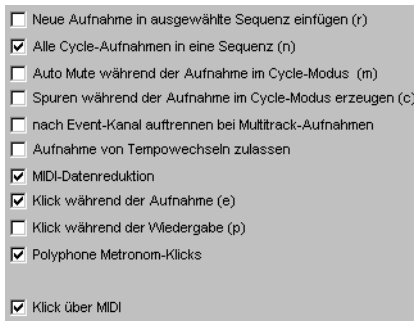 Neue Aufnahme in ausgewählte Sequenz einfügen (r)
Alle Cycle-Aufnahmen in eine Sequenz (n)
Auto Mute während der Aufnahme im Cycle-Modus (m)
Spuren während der Aufnahme im Cycle-Modus erzeugen (c)
nach Event-Kanal auftrennen bei Multitrack-Aufnahmen
Aufnahme von Tempowechseln zulassen
MIDI-Datenreduktion
Klick während der Aufnahme (e)
Klick während der Wiedergabe (p)
Polyphone Metronom-Klicks
Klick über MIDI